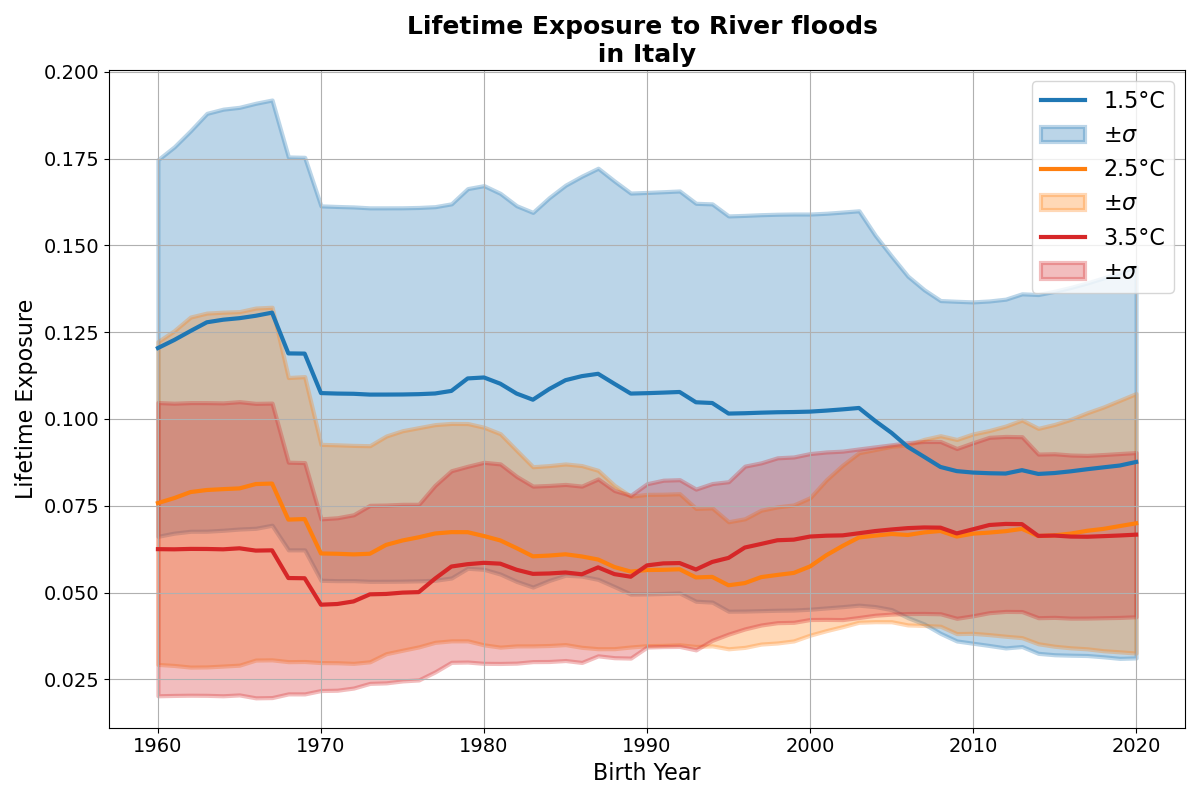 Lifetime Exposure to River floods
in Italy
0.200
0.175
0.150
0.125
0.100
0.075
0.050
0.025
Lifetime Exposure
1.5°C
±σ
2.5°C
±σ
3.5°C
±σ
1960 1970 1980 1990 2000 2010 2020
Birth Year